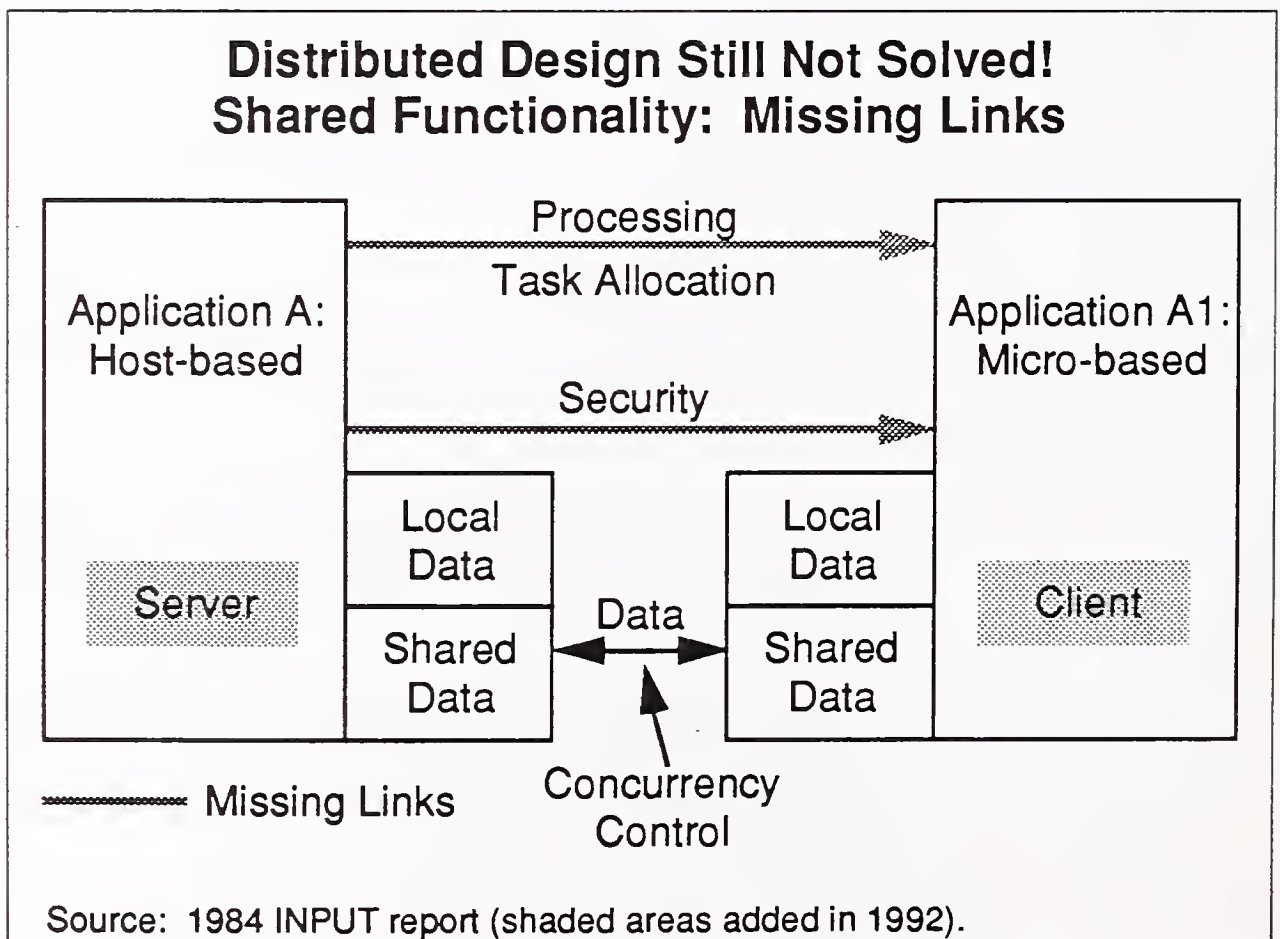 Distributed Design Still Not Solved!
Shared Functionality: Missing Links
Processing
Task Allocation
Application A:
Host-based
Application A1:
Micro-based
Security
Local
Data
Local
Data
Server
Client
Data
Shared
Data
Shared
Data
Missing Links
Concurrency
Control
Source: 1984 INPUT report (shaded areas added in 1992).